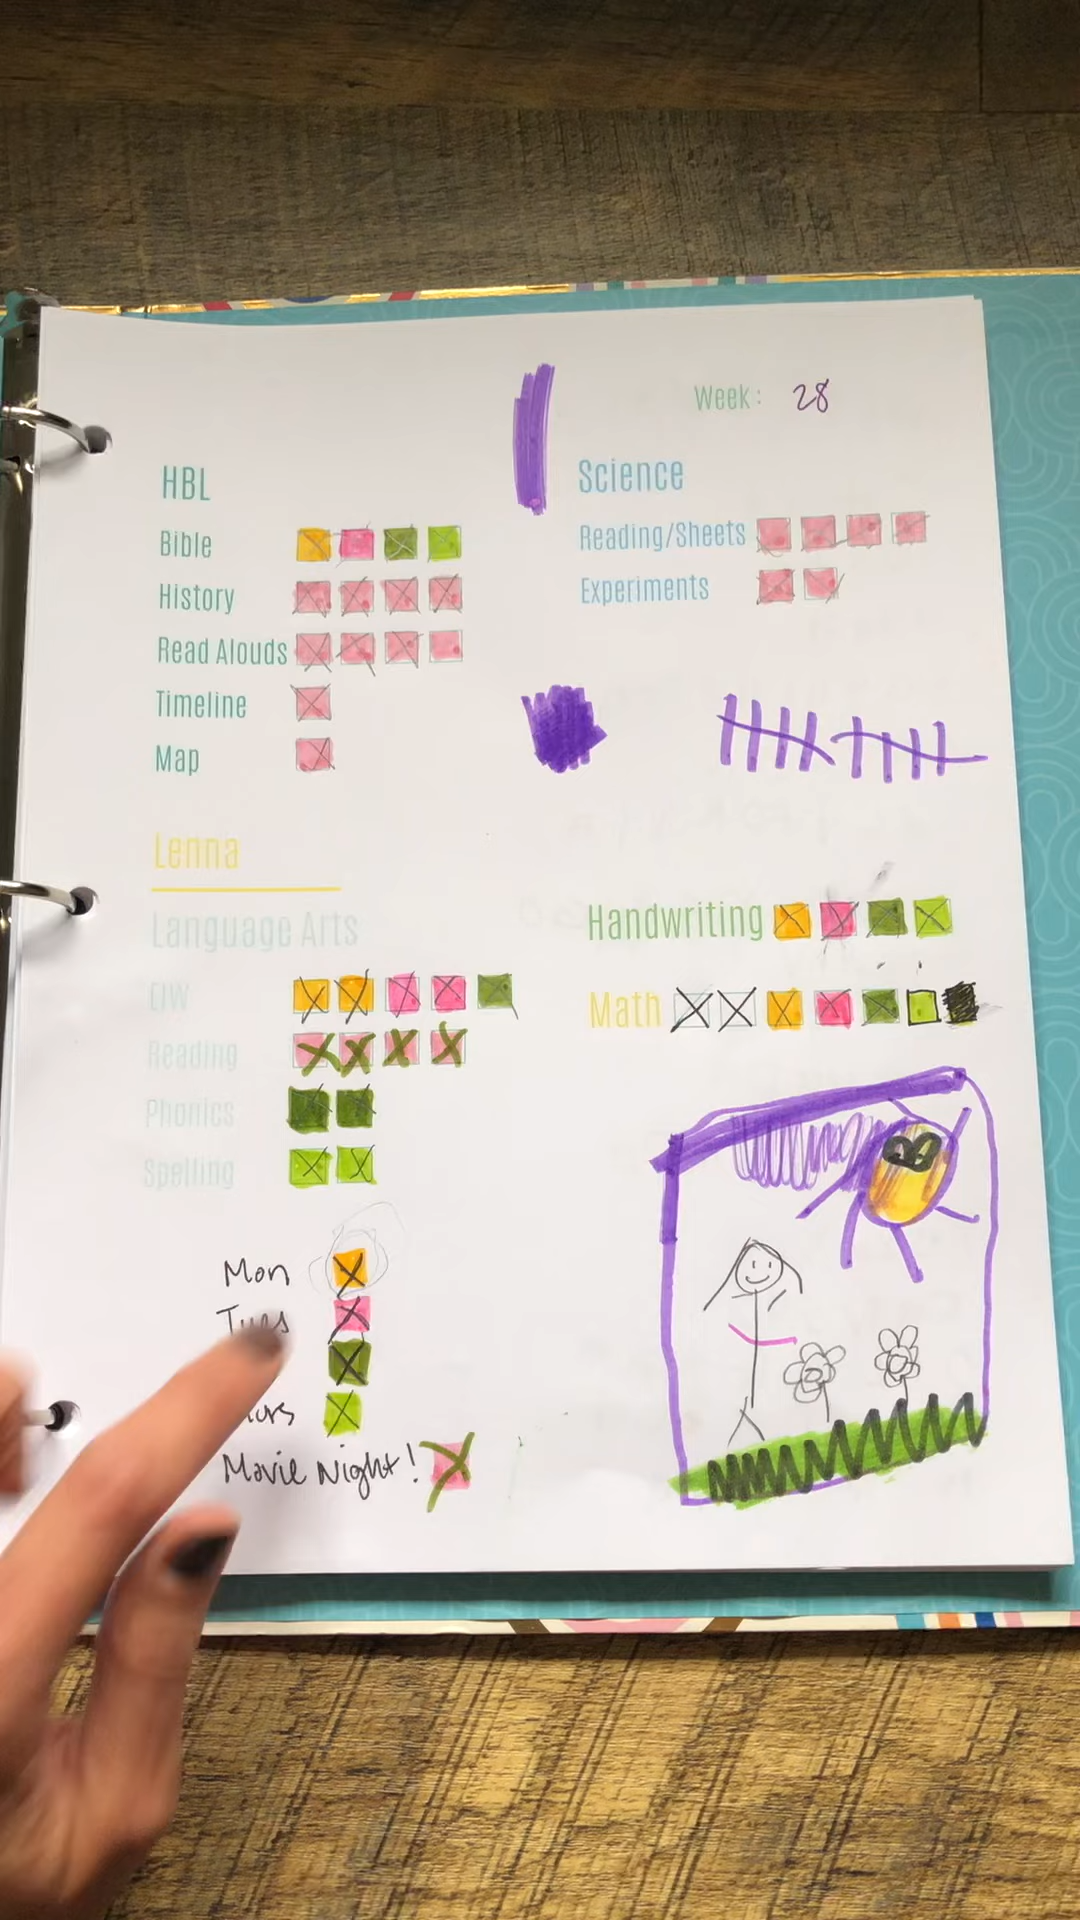 Week: 28
HBL
Bible
History
Read Alouds
Timeline
Map
Science
Reading/Sheets
Experiments
Lenna
Language Arts
EIW
Reading
Phonics
Spelling
Handwriting
Math
Mon
Tues
Movie Night!